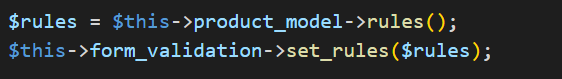 $rules = $this->product_model->rules();
$this->form_validation->set_rules($rules);